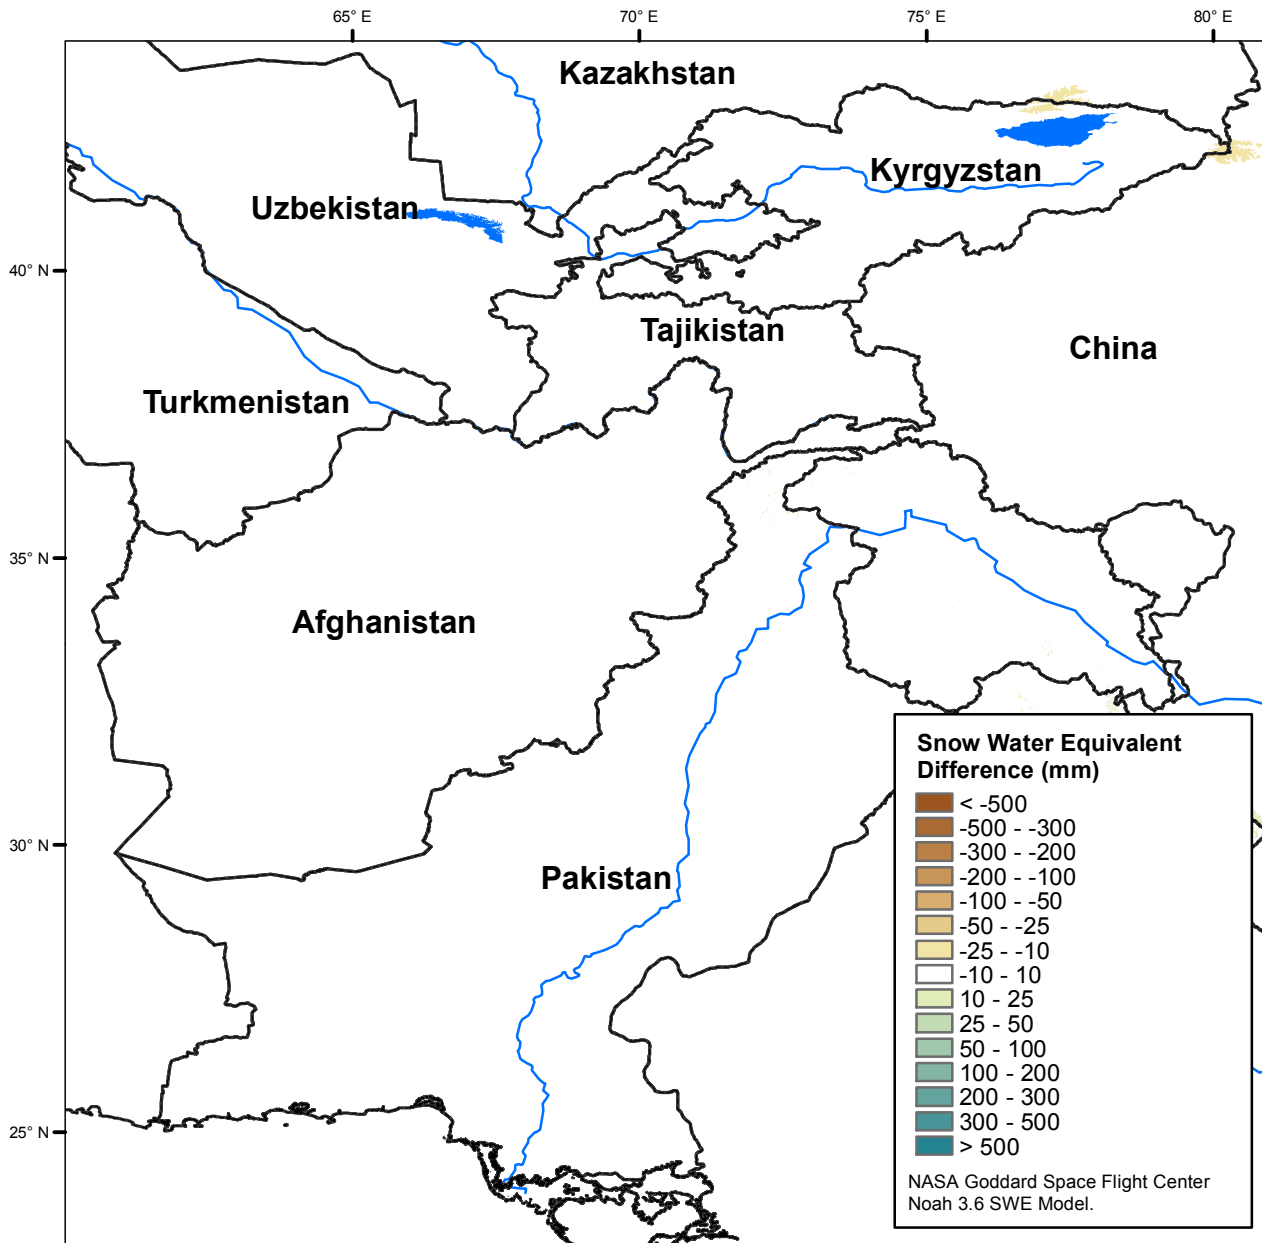 65° E
70° E
75° E
80° E
Kazakhstan
Kyrgyzstan
Uzbekistan
40° N
Tajikistan
China
Turkmenistan
35° N
Afghanistan
30° N
Pakistan
25° N
Snow Water Equivalent
Difference (mm)
< -500
-500 - -300
-300 - -200
-200 - -100
-100 - -50
-50 - -25
-25 - -10
-10 - 10
10 - 25
25 - 50
50 - 100
100 - 200
200 - 300
300 - 500
> 500
NASA Goddard Space Flight Center
Noah 3.6 SWE Model.